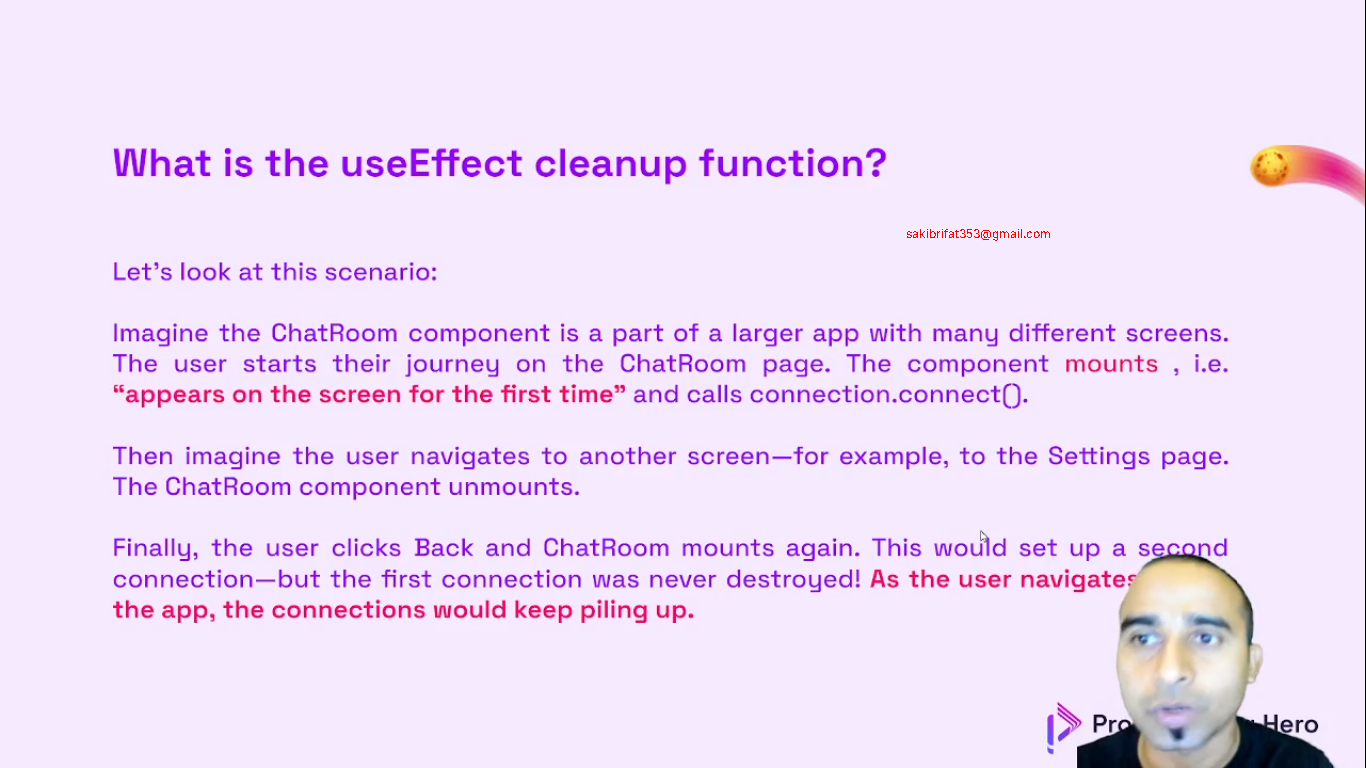 What is the useEffect cleanup function?
sakibrifat353@gmail.com
Let's look at this scenario:
Imagine the ChatRoom component is a part of a larger app with many different screens.
The user starts their journey on the ChatRoom page. The component mounts , i.e.
“appears on the screen for the first time” and calls connection.connect().
Then imagine the user navigates to another screen—for example, to the Settings page.
The ChatRoom component unmounts.
Finally, the user clicks Back and ChatRoom mounts again. This would set up a second
connection—but the first connection was never destroyed! As the user navigates
the app, the connections would keep piling up.
Hero